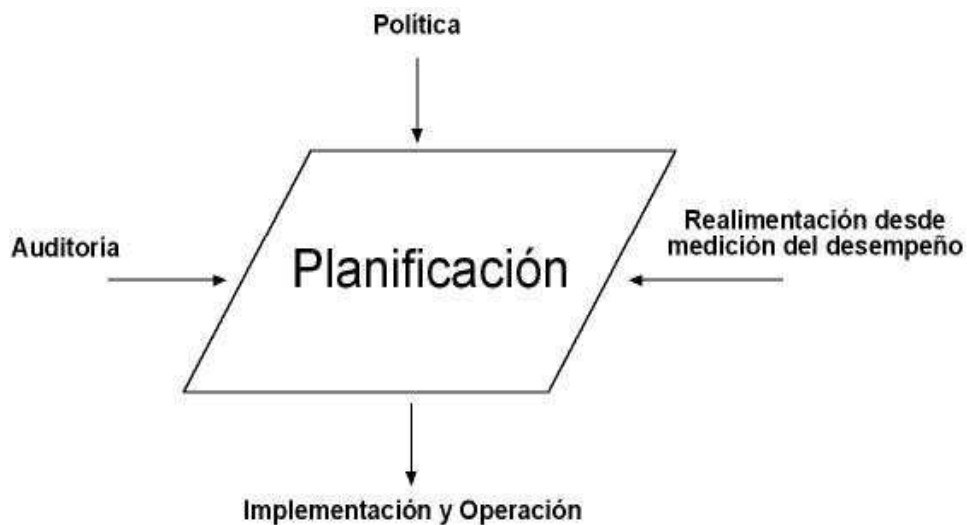 Política
Auditoria
Planificación
Realimentación desde
medición del desempeño
Implementación y Operación